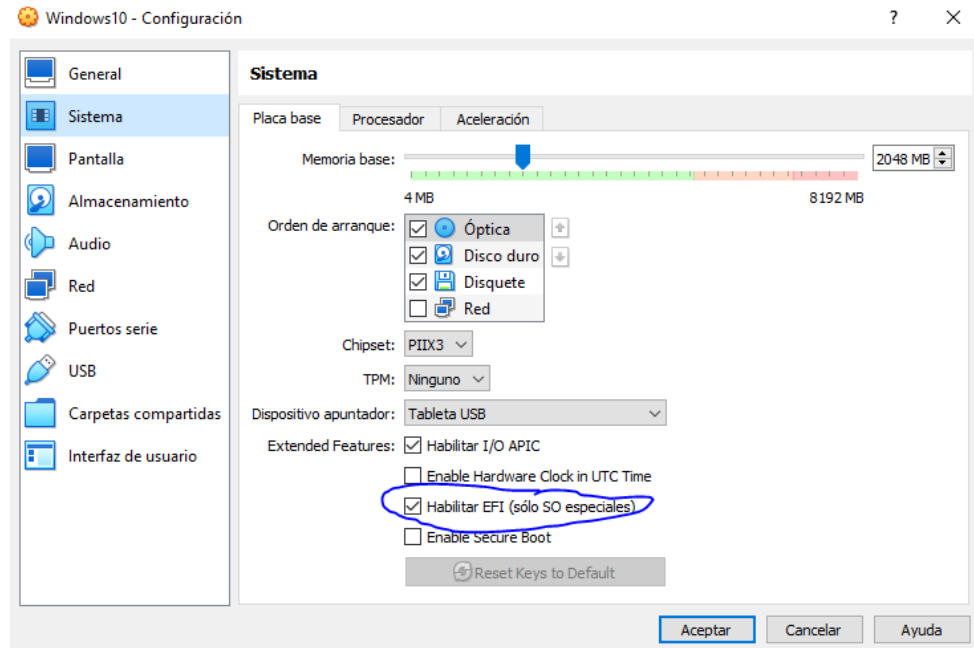 Windows10 - Configuración
?
General
Sistema
Pantalla
Almacenamiento
Audio
Red
Puertos serie
USB
Carpetas compartidas
Interfaz de usuario
Sistema
Placa base Procesador Aceleración
Memoria base: 2048 MB
4 MB 8192 MB
Orden de arranque: Óptica
Disco duro
Disquete
Red
Chipset: PIIX3
TPM: Ninguno
Dispositivo apuntador: Tableta USB
Extended Features: Habilitar I/O APIC
Enable Hardware Clock in UTC Time
Habilitar EFI (sólo SO especiales)
Enable Secure Boot
Reset Keys to Default
Aceptar Cancelar Ayuda